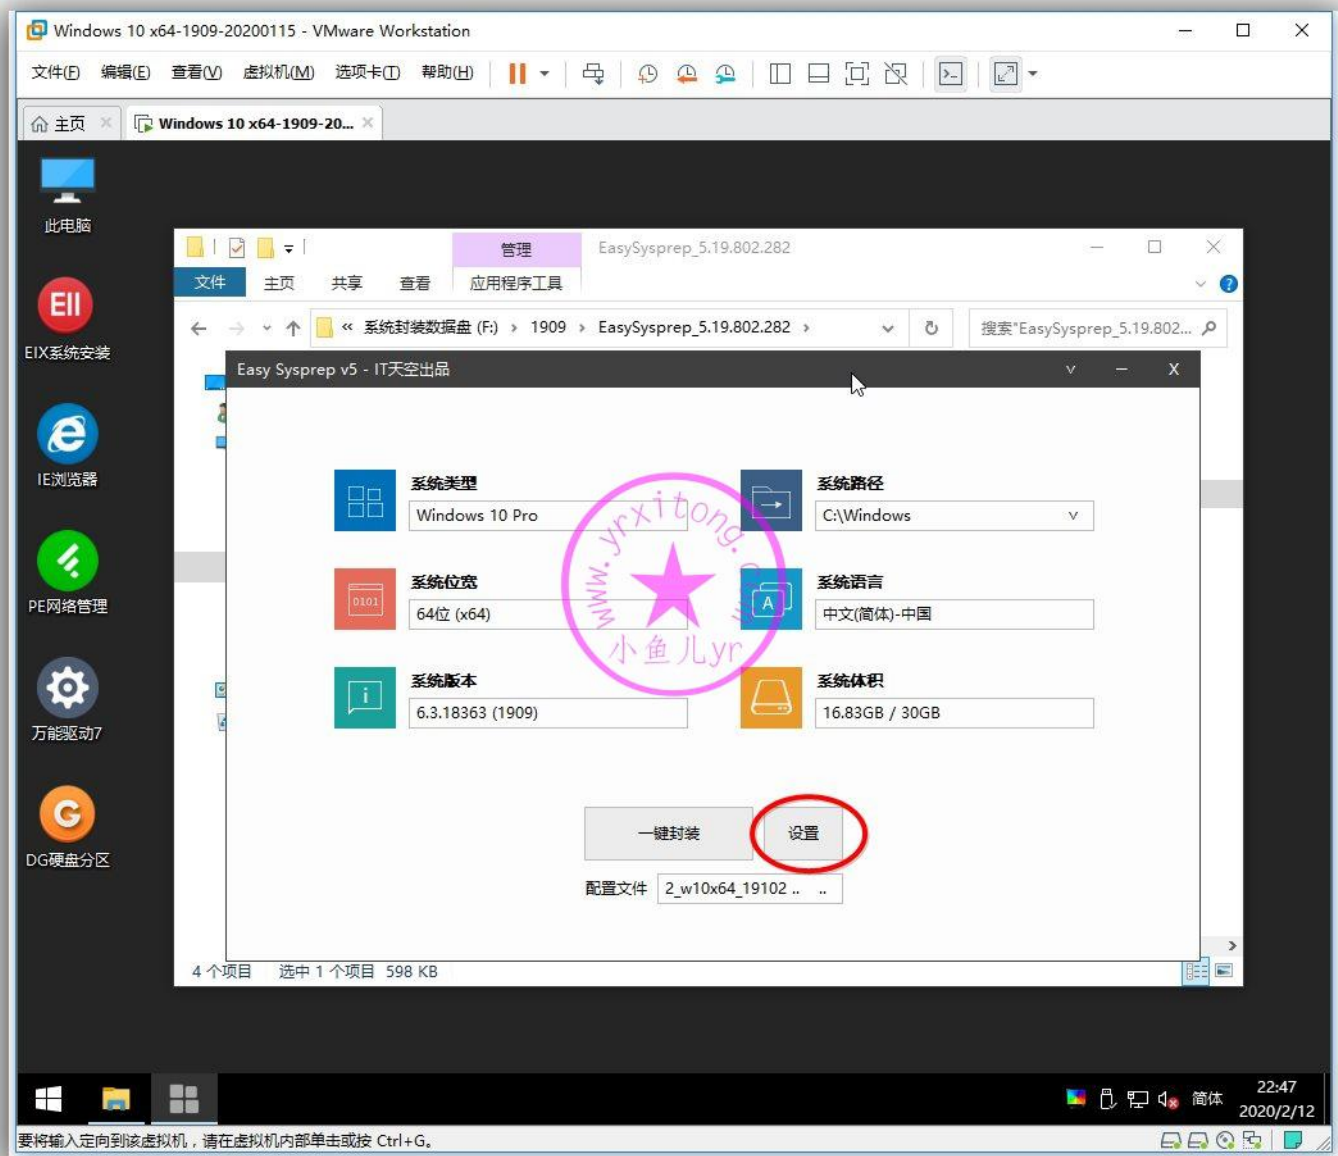 Windows 10 x64-1909-20200115 - VMware Workstation
文件(F) 编辑(E) 查看(V) 虚拟机(M) 选项卡(T) 帮助(H)
主页 Windows 10 x64-1909-20...
此电脑
EII
EIX系统安装
IE浏览器
PE网络管理
万能驱动7
G
DG硬盘分区
管理 EasySysprep_5.19.802.282
文件 主页 共享 查看 应用程序工具
« 系统封装数据盘 (F:) › 1909 › EasySysprep_5.19.802.282 ›
搜索"EasySysprep_5.19.802...
Easy Sysprep v5 - IT天空出品
系统类型
Windows 10 Pro
系统路径
C:\Windows
0101
系统位宽
64位 (x64)
A
系统语言
中文(简体)-中国
i
系统版本
6.3.18363 (1909)
系统体积
16.83GB / 30GB
www.yrxitong.com
小鱼儿yr
一键封装 设置
配置文件 2_w10x64_19102 .. ..
4 个项目 选中 1 个项目 598 KB
简体
22:47
2020/2/12
要将输入定向到该虚拟机，请在虚拟机内部单击或按 Ctrl+G。